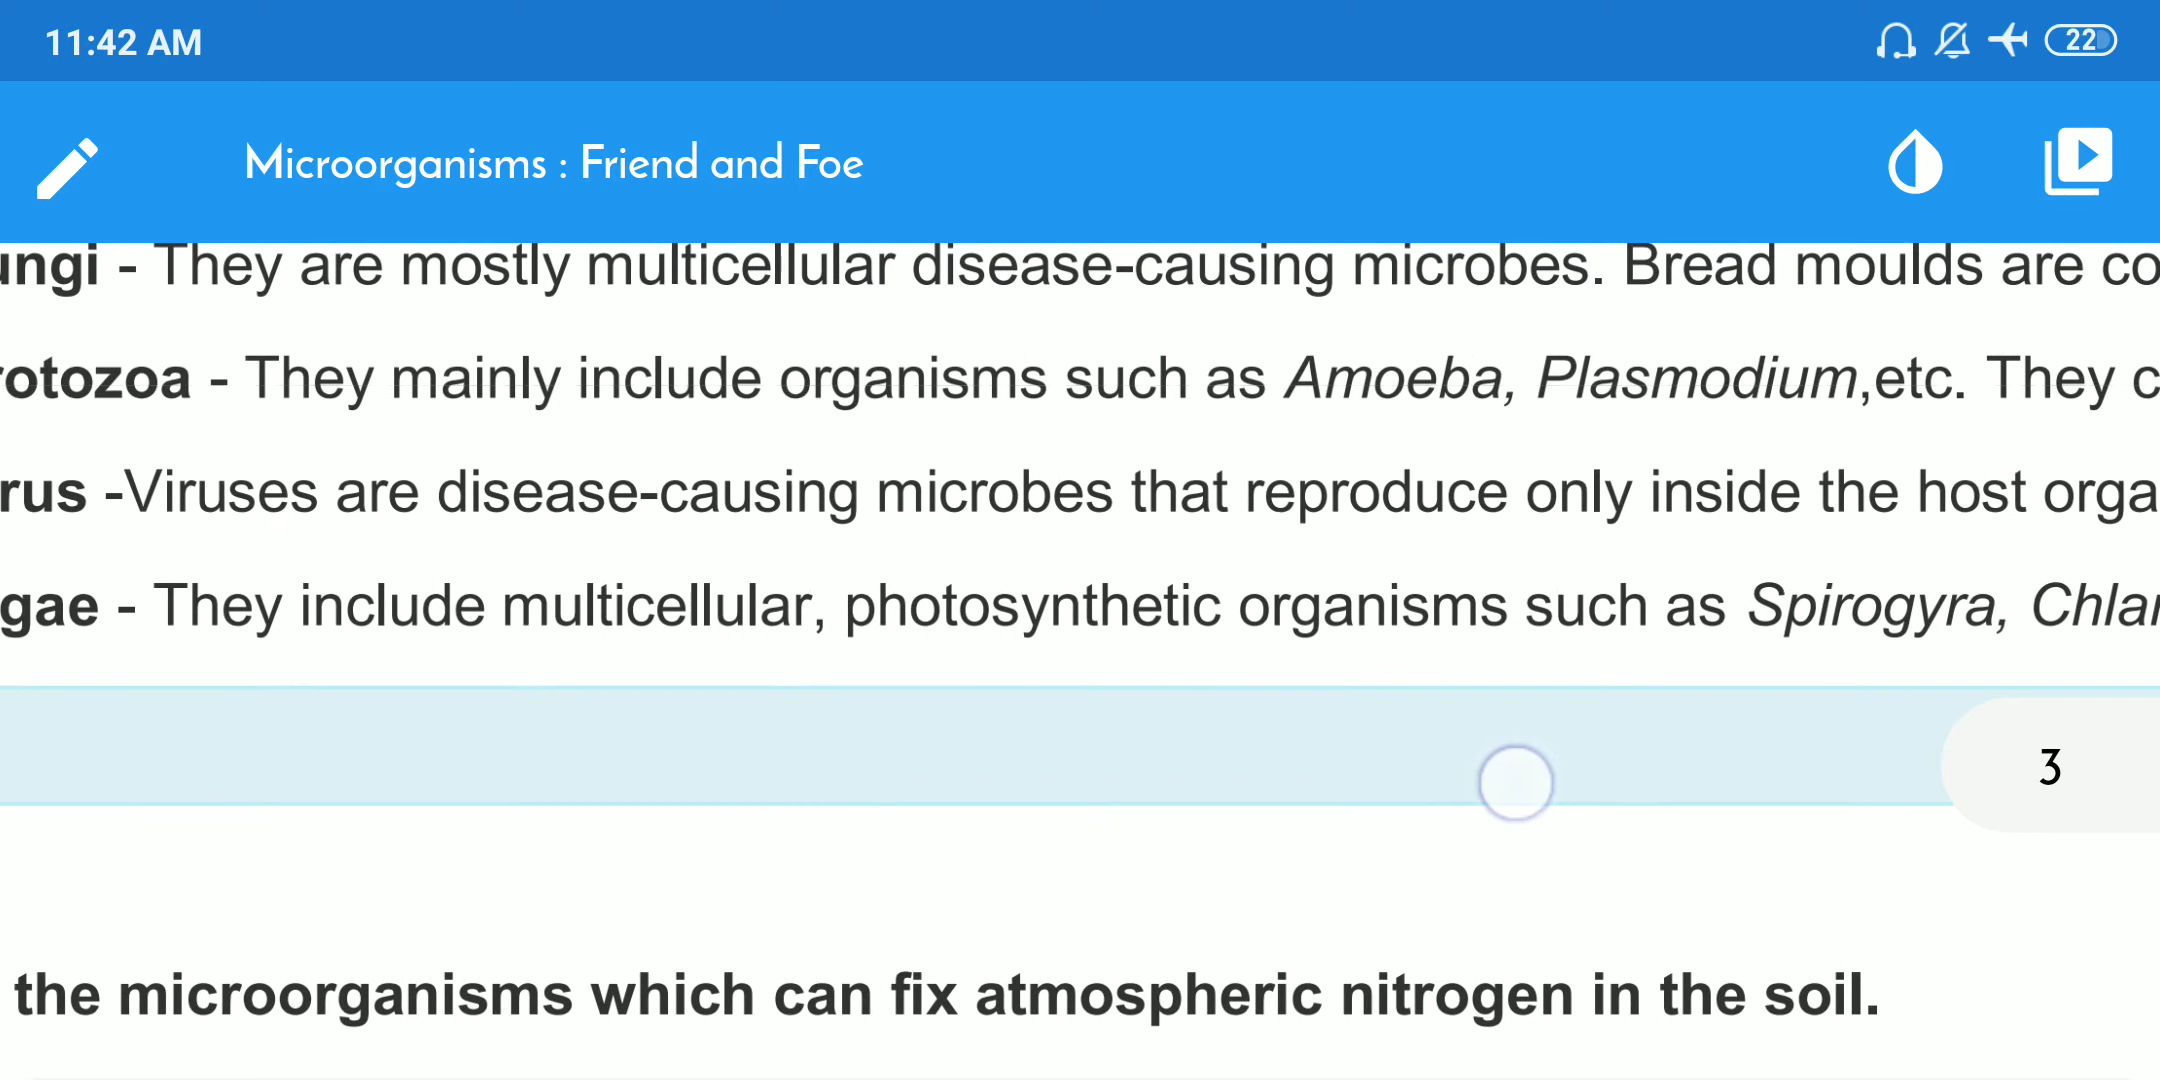 11:42 AM
22
Microorganisms : Friend and Foe
ungi - They are mostly multicellular disease-causing microbes. Bread moulds are co
rotozoa - They mainly include organisms such as Amoeba, Plasmodium,etc. They c
rus -Viruses are disease-causing microbes that reproduce only inside the host orga
gae - They include multicellular, photosynthetic organisms such as Spirogyra, Chla
3
the microorganisms which can fix atmospheric nitrogen in the soil.